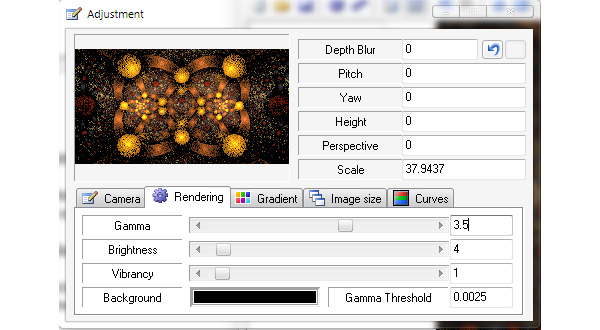 Adjustment
Depth Blur 0
Pitch 0
Yaw 0
Height 0
Perspective 0
Scale 37.9437
Camera Rendering Gradient Image size Curves
Gamma 3.5
Brightness 4
Vibrancy 1
Background Gamma Threshold 0.0025